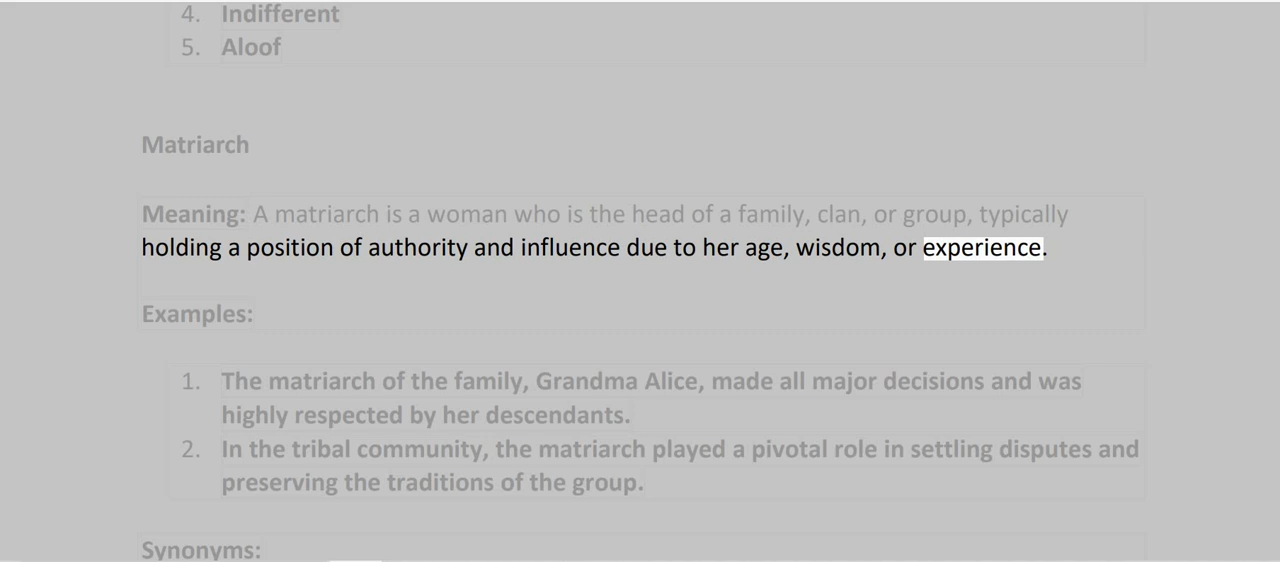 4. Indifferent
5. Aloof
Matriarch
Meaning: A matriarch is a woman who is the head of a family, clan, or group, typically
holding a position of authority and influence due to her age, wisdom, or experience.
Examples:
1. The matriarch of the family, Grandma Alice, made all major decisions and was
highly respected by her descendants.
2. In the tribal community, the matriarch played a pivotal role in settling disputes and
preserving the traditions of the group.
Synonyms: